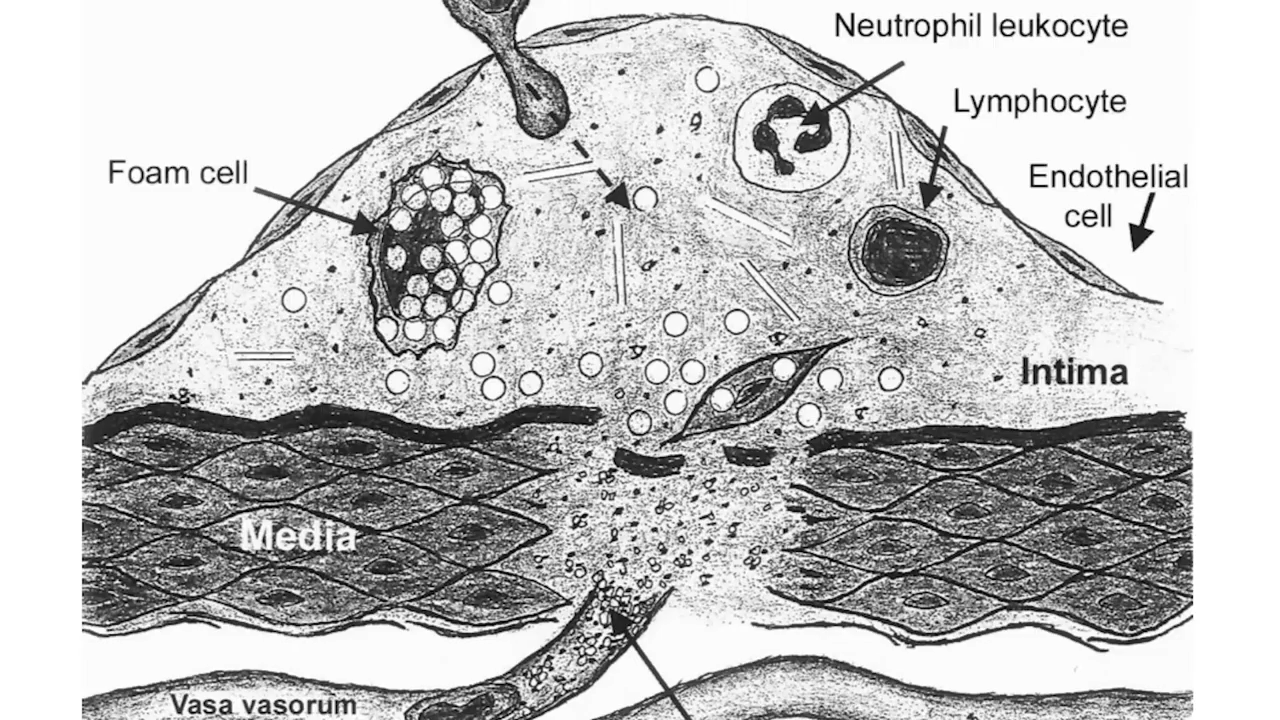 Neutrophil leukocyte
Lymphocyte
Foam cell
Endothelial
cell
Intima
Media
Vasa vasorum